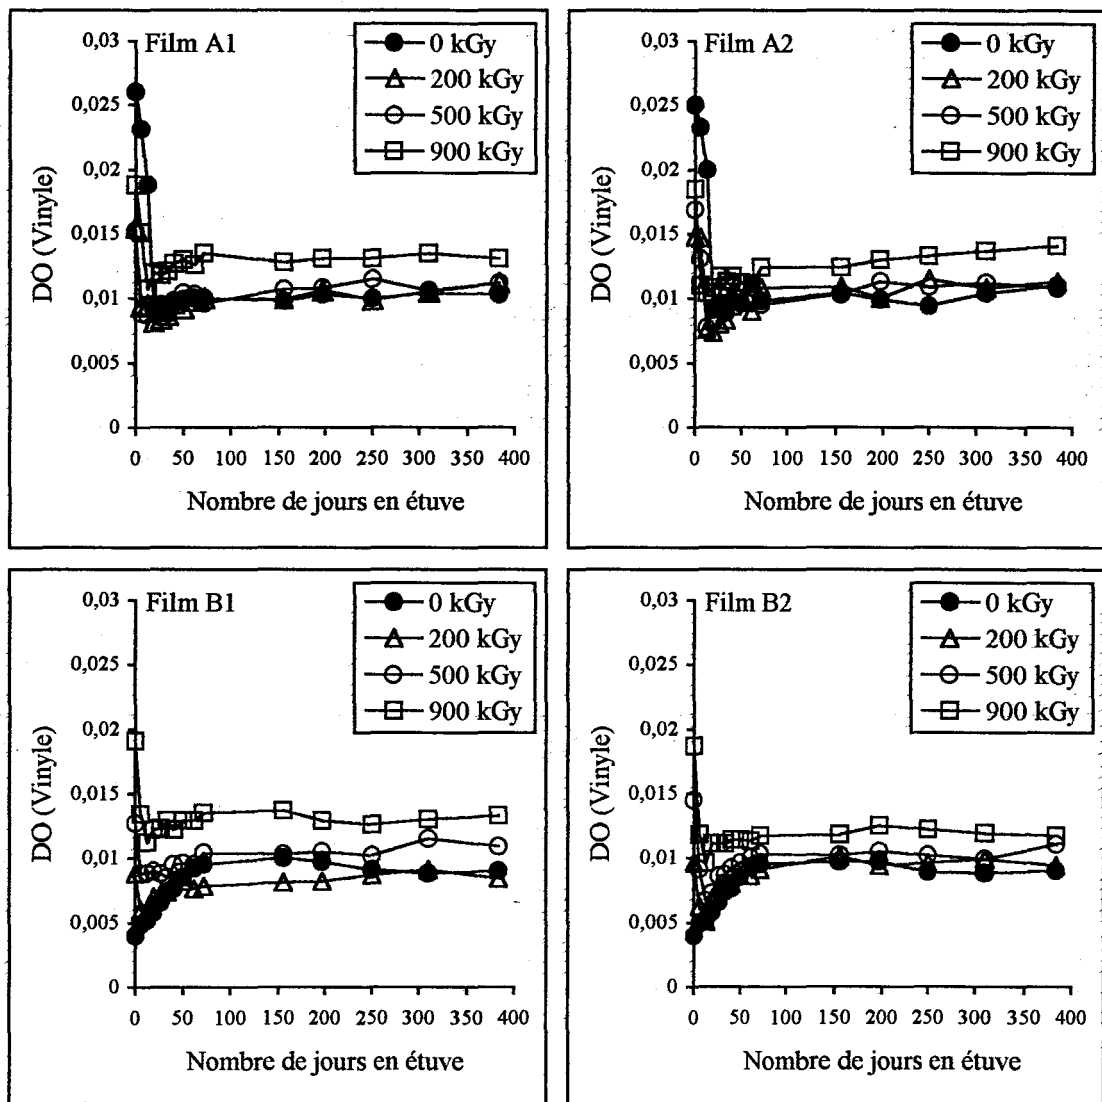 Film A1
0 kGy
200 kGy
500 kGy
900 kGy
DO (Vinyle)
0,03
0,025
0,02
0,015
0,01
0,005
0
0 50 100 150 200 250 300 350 400
Nombre de jours en étuve
Film A2
0 kGy
200 kGy
500 kGy
900 kGy
DO (Vinyle)
0,03
0,025
0,02
0,015
0,01
0,005
0
0 50 100 150 200 250 300 350 400
Nombre de jours en étuve
Film B1
0 kGy
200 kGy
500 kGy
900 kGy
DO (Vinyle)
0,03
0,025
0,02
0,015
0,01
0,005
0
0 50 100 150 200 250 300 350 400
Nombre de jours en étuve
Film B2
0 kGy
200 kGy
500 kGy
900 kGy
DO (Vinyle)
0,03
0,025
0,02
0,015
0,01
0,005
0
0 50 100 150 200 250 300 350 400
Nombre de jours en étuve